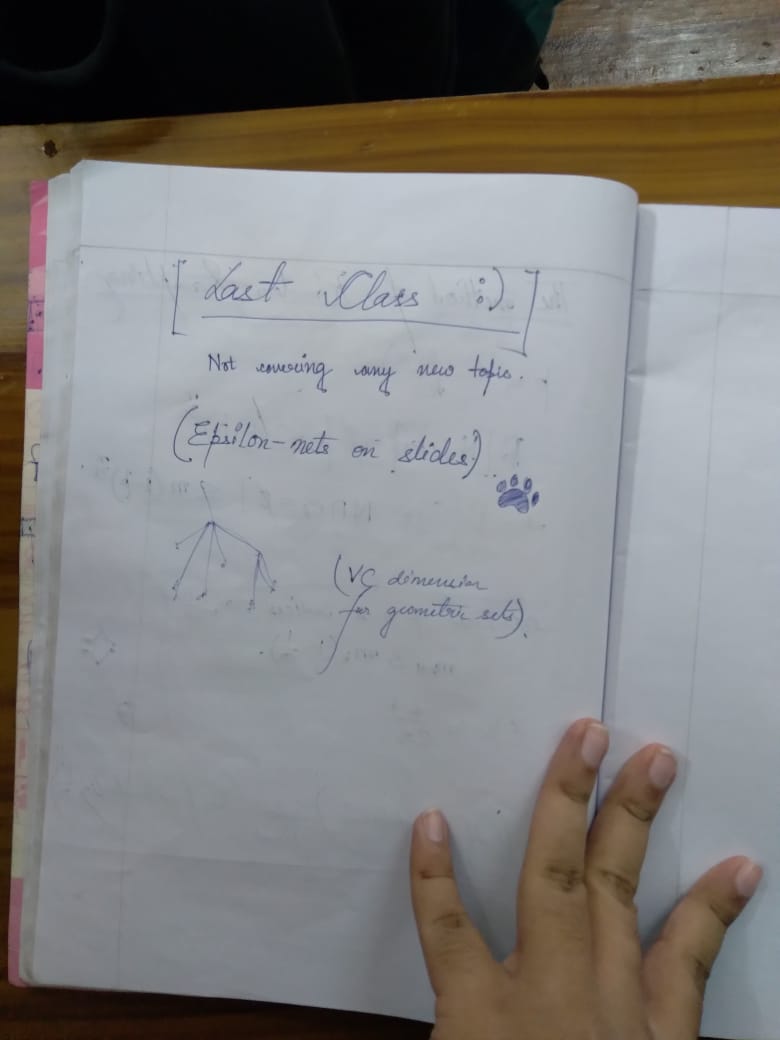 [Last Class :)]
Not covering any new topic.
(Epsilon-nets on slides)
(VC dimension
for geometric sets).